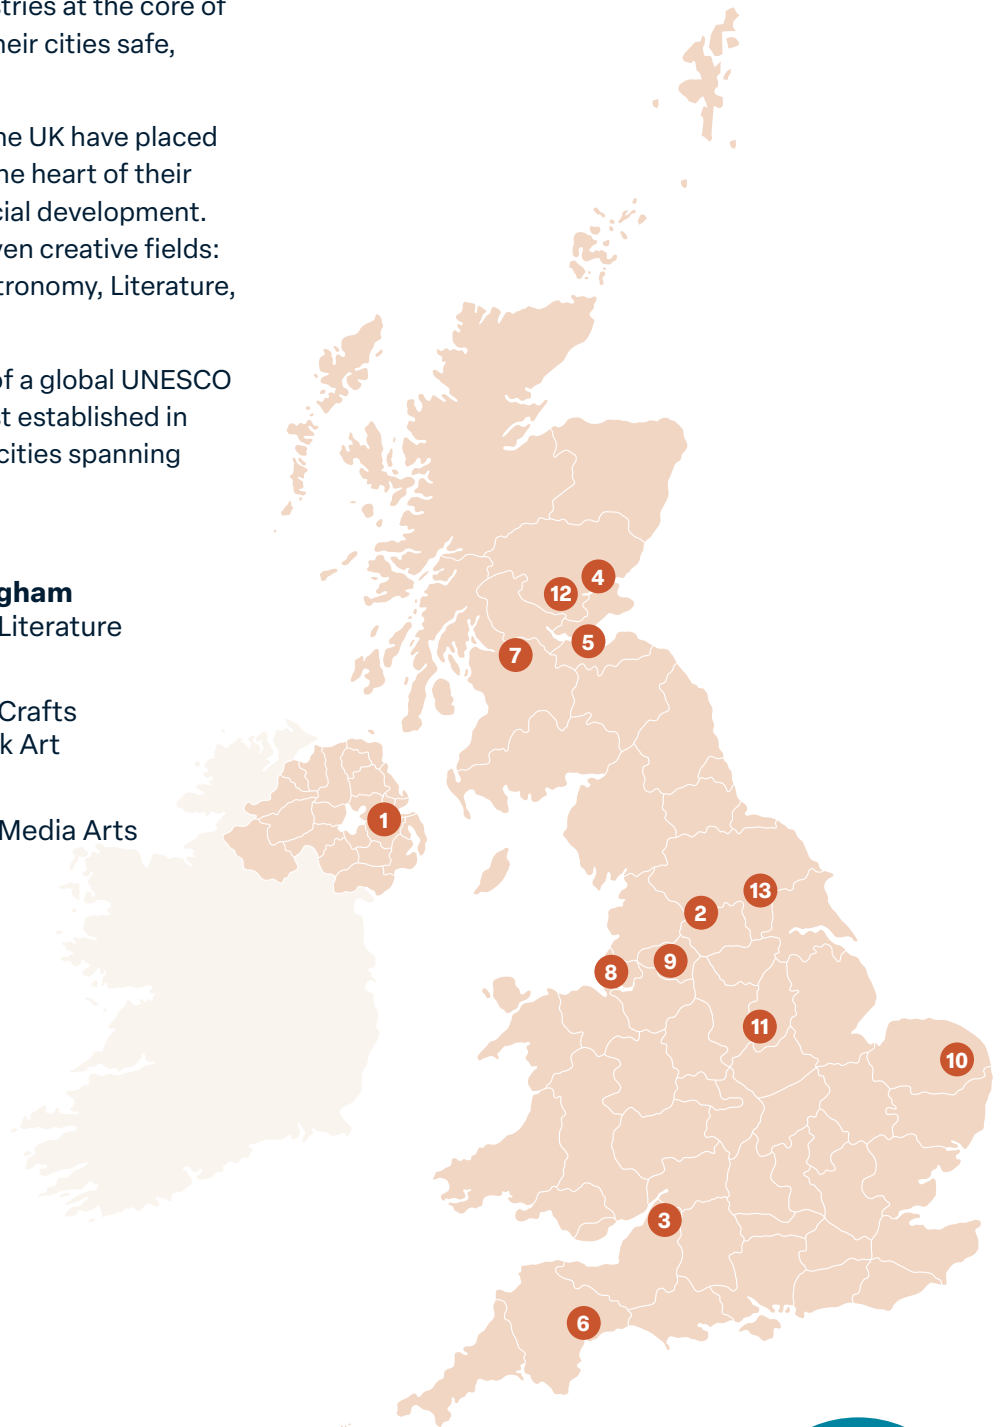 stries at the core of
heir cities safe,
he UK have placed
he heart of their
cial development.
ven creative fields:
tronomy, Literature,
of a global UNESCO
t established in
cities spanning
gham
Literature
Crafts
k Art
Media Arts
4
12
5
7
1
13
2
9
8
11
10
3
6